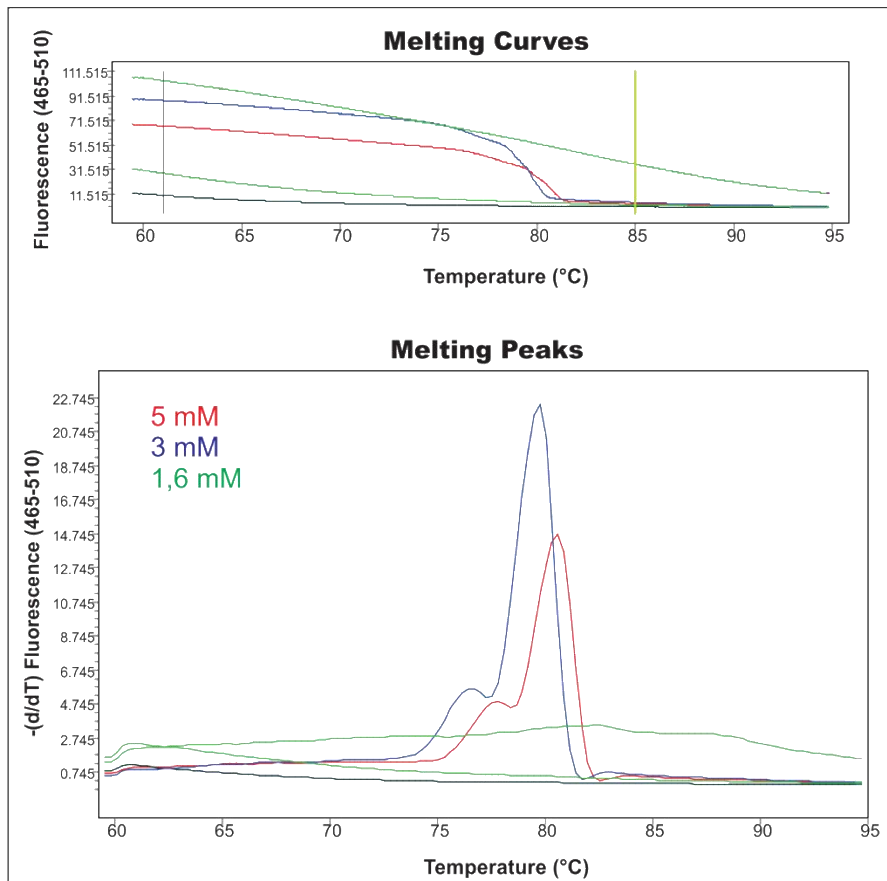 Melting Curves
Fluorescence (465-510)
111.515
91.515
71.515
51.515
31.515
11.515
60 65 70 75 80 85 90 95
Temperature (°C)
Melting Peaks
-(d/dT) Fluorescence (465-510)
22.745
20.745
18.745
16.745
14.745
12.745
10.745
8.745
6.745
4.745
2.745
0.745
5 mM
3 mM
1,6 mM
60 65 70 75 80 85 90 95
Temperature (°C)